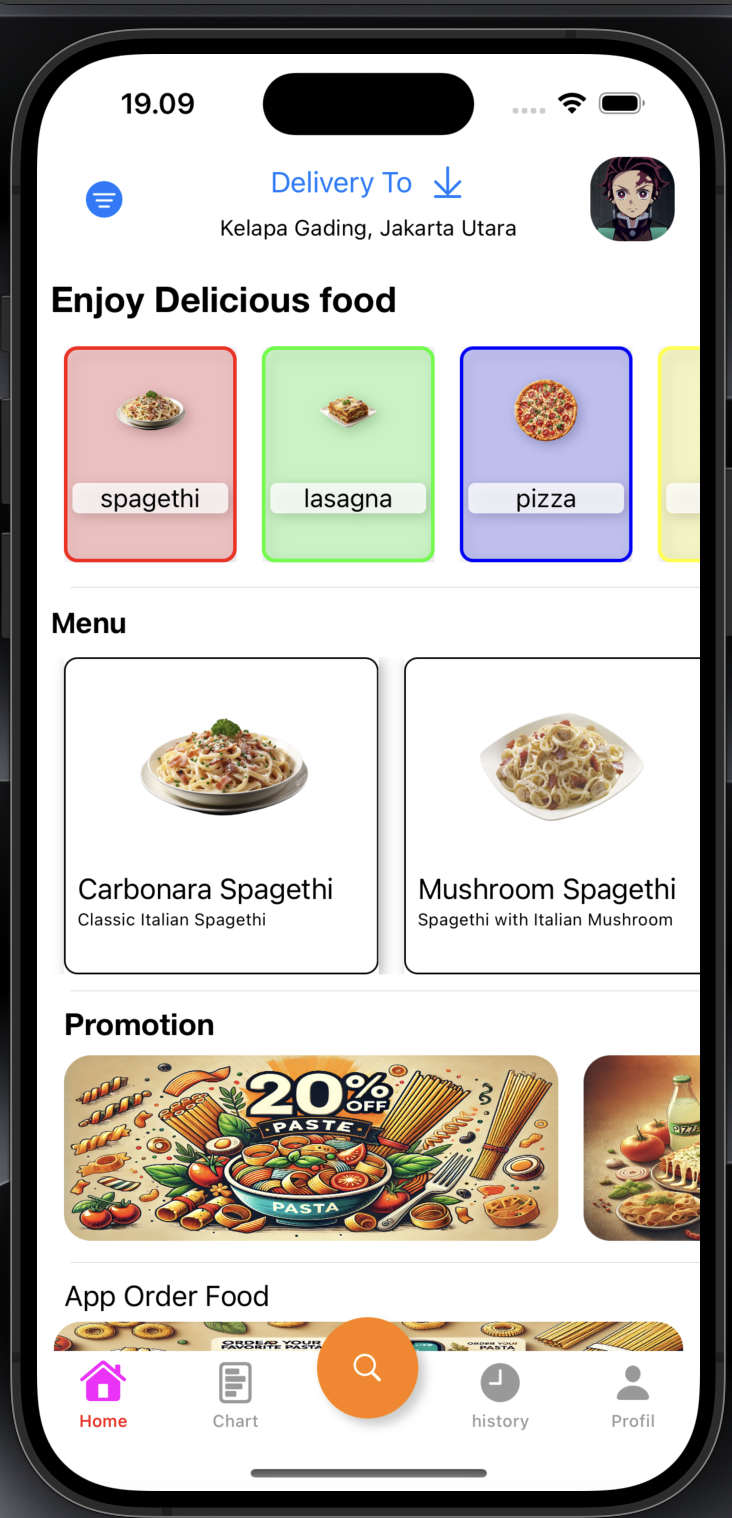 19.09
Delivery To
Kelapa Gading, Jakarta Utara
Enjoy Delicious food
spagethi
lasagna
pizza
Menu
Carbonara Spagethi
Classic Italian Spagethi
Mushroom Spagethi
Spagethi with Italian Mushroom
Promotion
20%
OFF
PASTE
PASTA
PIZZ
App Order Food
YOUR
FAVORITE PASTA
ORDER YOUR
PASTA
Home
Chart
history
Profil